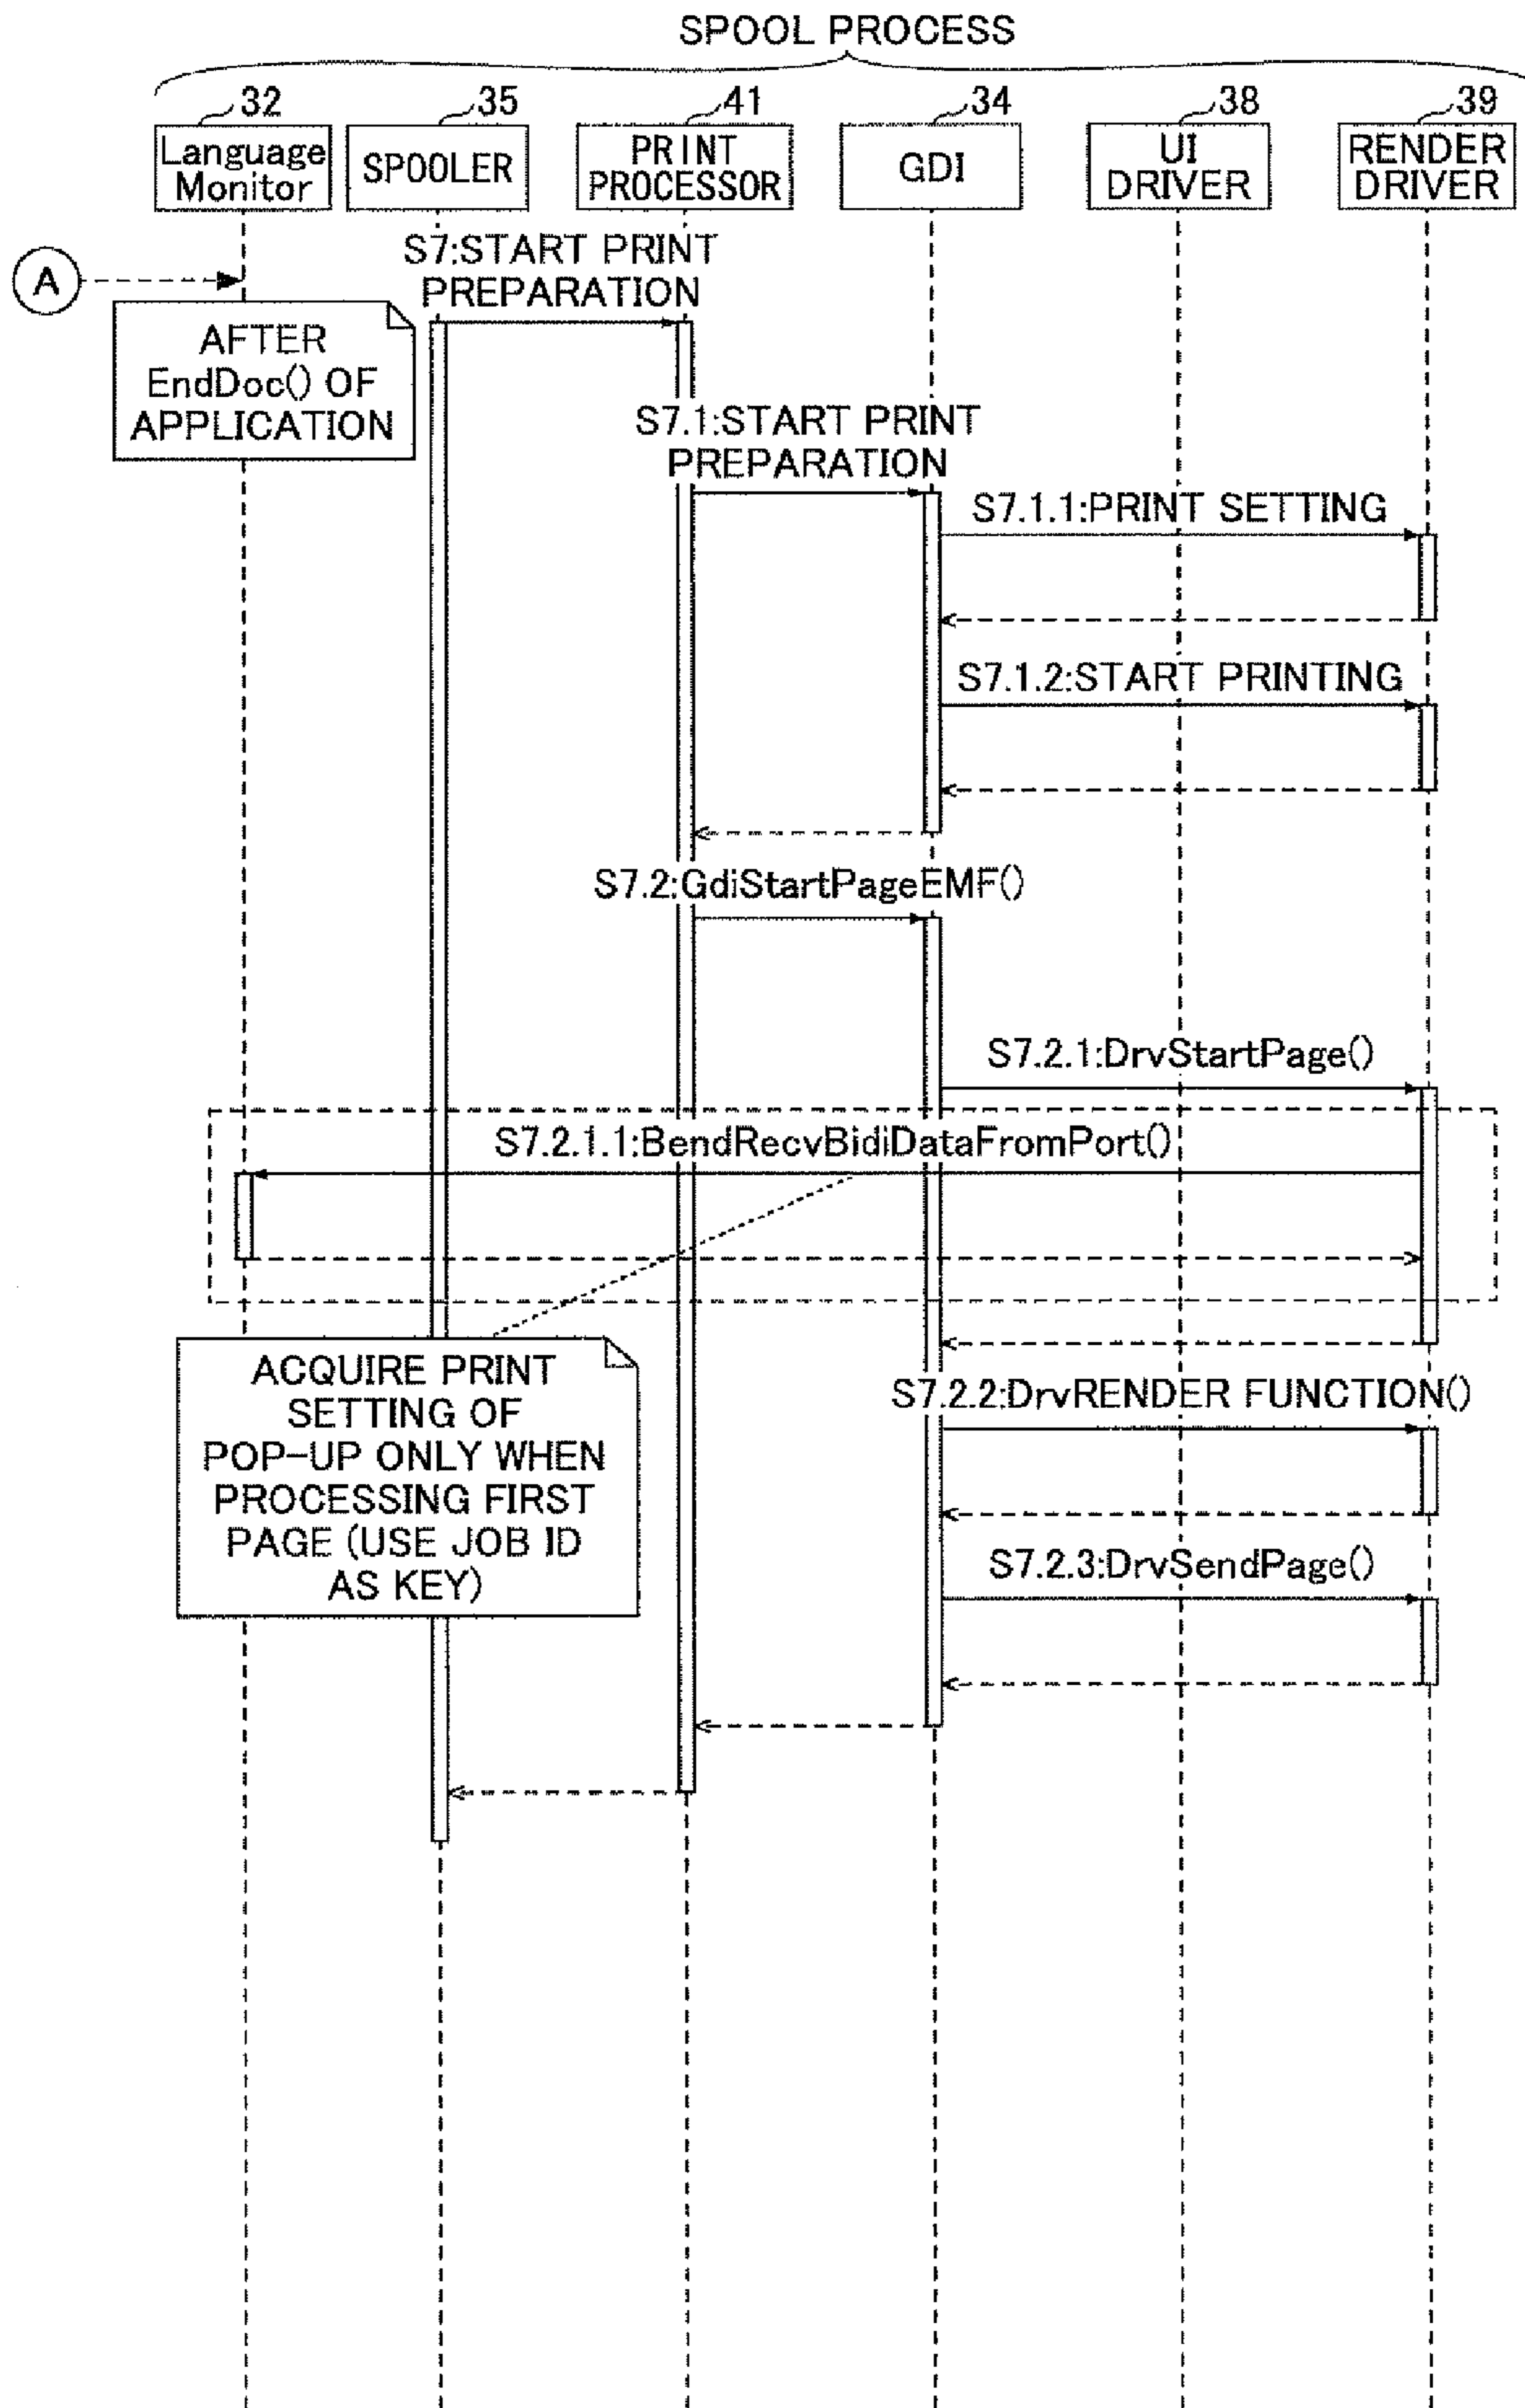 SPOOL PROCESS
32
35
41
34
38
39
Language
Monitor
SPOOLER
PRINT
PROCESSOR
GDI
UI
DRIVER
RENDER
DRIVER
A
S7:START PRINT
PREPARATION
AFTER
EndDoc() OF
APPLICATION
S7.1:START PRINT
PREPARATION
S7.1.1:PRINT SETTING
S7.1.2:START PRINTING
S7.2:GdiStartPageEMF()
S7.2.1:DrvStartPage()
S7.2.1.1:BendRecvBidiDataFromPort()
ACQUIRE PRINT
SETTING OF
POP-UP ONLY WHEN
PROCESSING FIRST
PAGE (USE JOB ID
AS KEY)
S7.2.2:DrvRENDER FUNCTION()
S7.2.3:DrvSendPage()